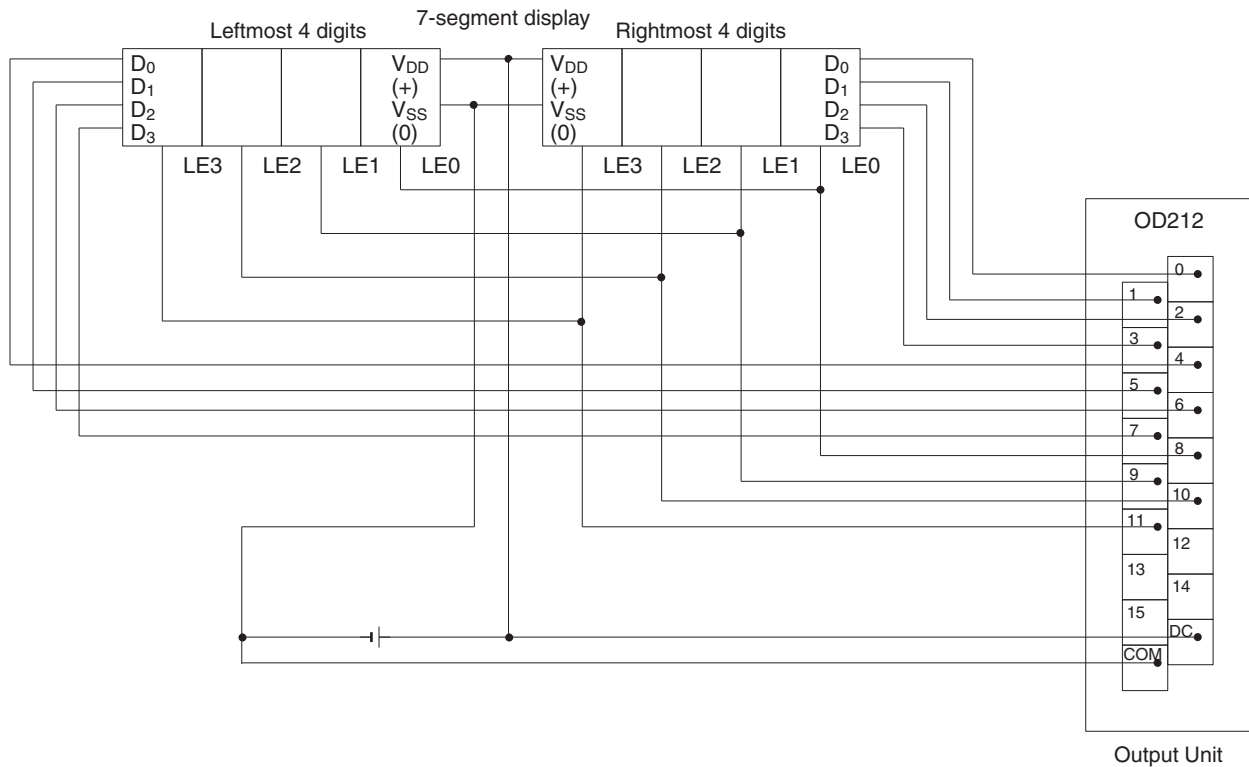 7-segment display
Leftmost 4 digits
Rightmost 4 digits
D0
D1
D2
D3
VDD
(+)
VSS
(0)
VDD
(+)
VSS
(0)
D0
D1
D2
D3
LE3 LE2 LE1 LE0
LE3 LE2 LE1 LE0
OD212
0
1
2
3
4
5
6
7
8
9
10
11
12
13
14
15
DC
COM
Output Unit